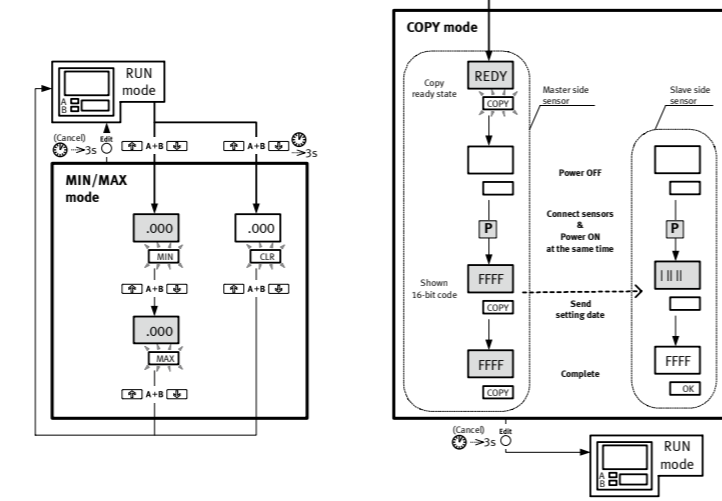 RUN
mode
A
B
(Cancel)
->3s
Edit
A+B
A+B
->3s
MIN/MAX
mode
.000
MIN
.000
CLR
A+B
A+B
.000
MAX
A+B
A+B
COPY mode
Copy
ready state
REDY
COPY
Master side
sensor
Slave side
sensor
Power OFF
P
Connect sensors
&
Power ON
at the same time
P
Shown
16-bit code
FFFF
COPY
Send
setting date
FFFF
COPY
Complete
FFFF
OK
(Cancel)
->3s
Edit
RUN
mode
A
B